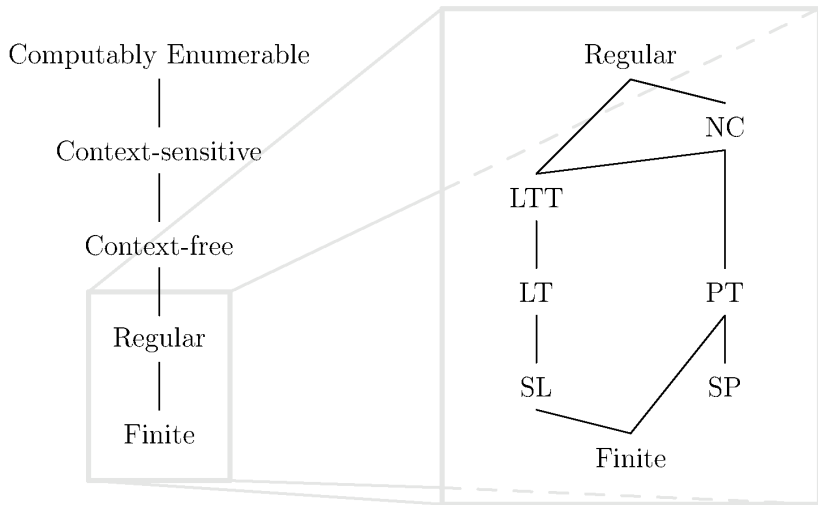 Computably Enumerable
Context-sensitive
Context-free
Regular
Finite
Regular
NC
LTT
LT
PT
SL
SP
Finite